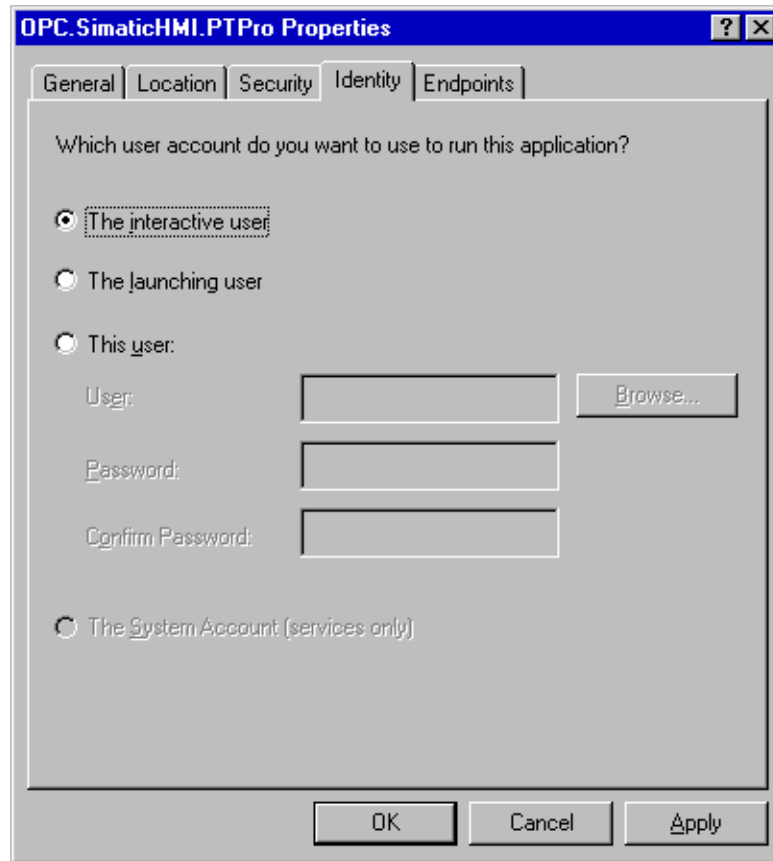 OPC.SimaticHMI.PTPro Properties
General Location Security Identity Endpoints
Which user account do you want to use to run this application?
The interactive user
The launching user
This user:
User: Browse...
Password:
Confirm Password:
The System Account (services only)
OK Cancel Apply